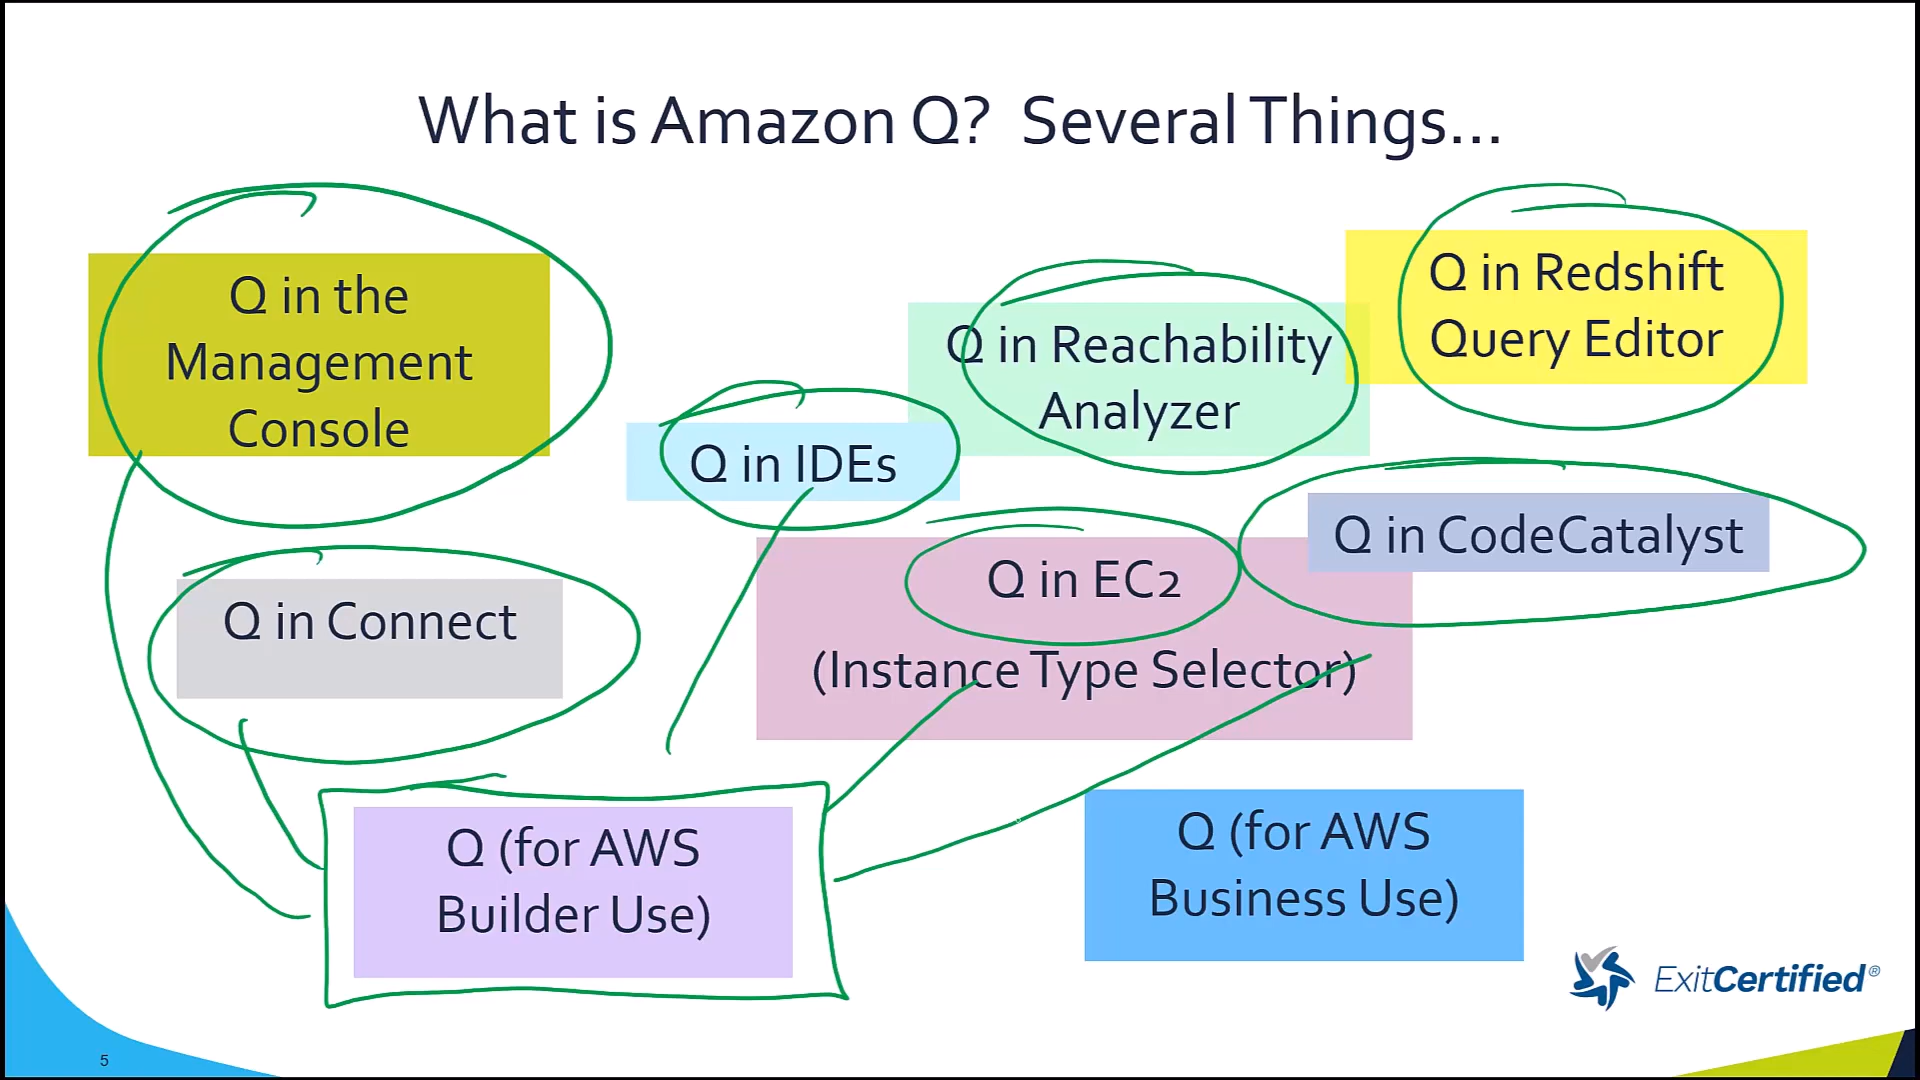 What is Amazon Q?  Several Things...
Q in the
Management
Console
Q in Reachability
Analyzer
Q in Redshift
Query Editor
Q in IDEs
Q in CodeCatalyst
Q in Connect
Q in EC2
(Instance Type Selector)
Q (for AWS
Builder Use)
Q (for AWS
Business Use)
ExitCertified®
5